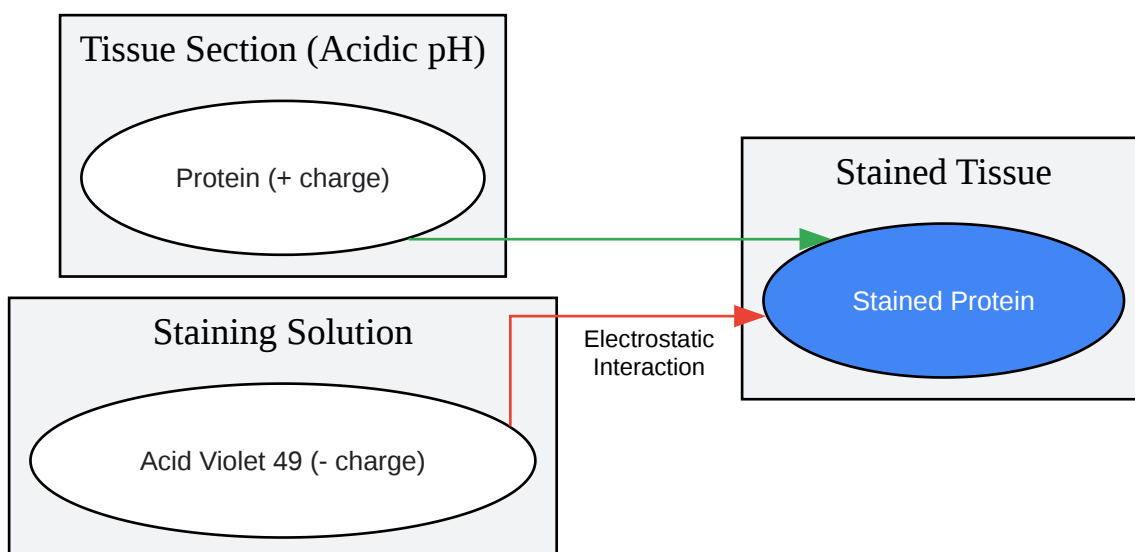 Tissue Section (Acidic pH)
Protein (+ charge)
Stained Tissue
Stained Protein
Staining Solution
Electrostatic
Interaction
Acid Violet 49 (- charge)